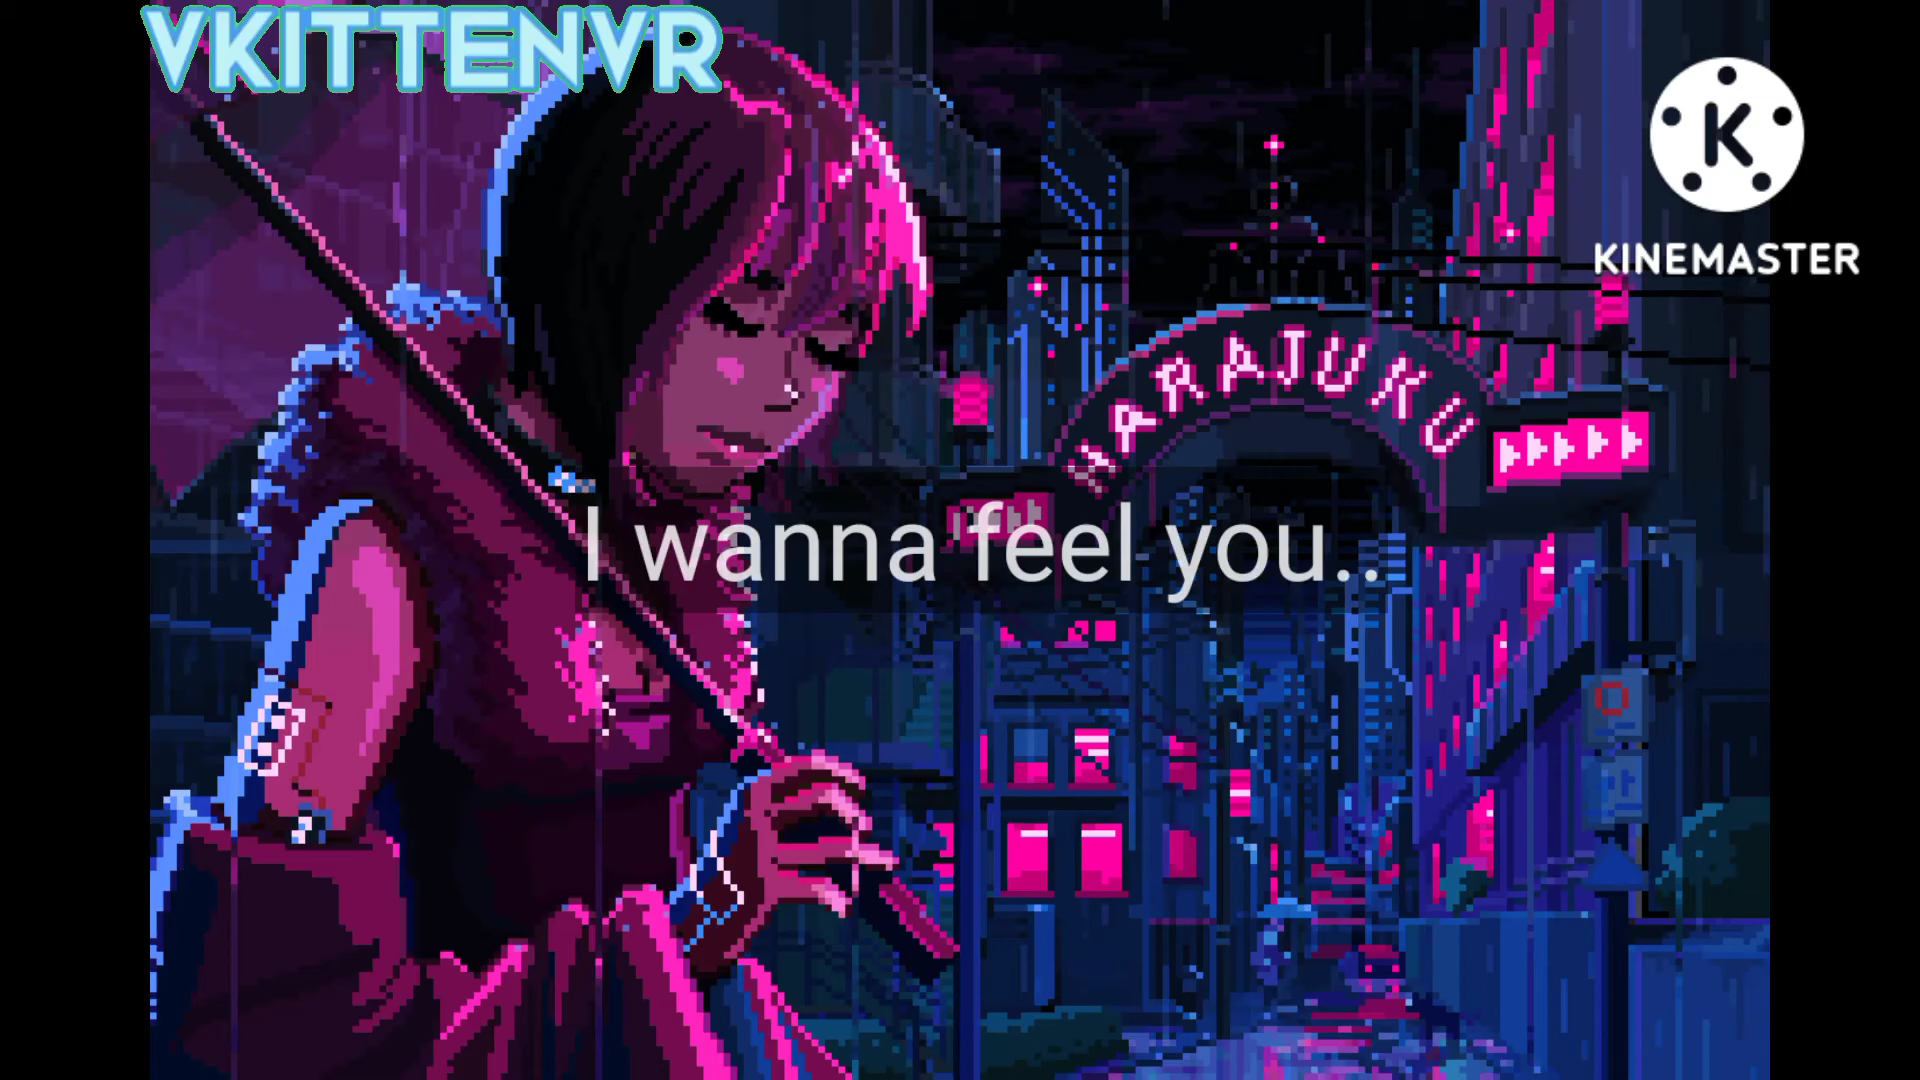 VKITTENVR
K
KINEMASTER
HARAJUKU
I wanna feel you..